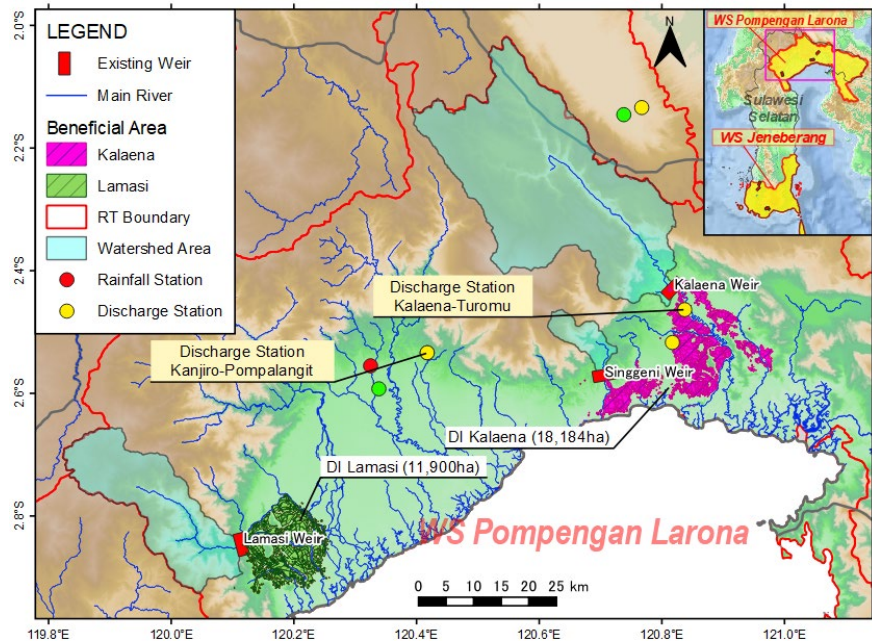 LEGEND
Existing Weir
Main River
Beneficial Area
Kalaena
Lamasi
RT Boundary
Watershed Area
Rainfall Station
Discharge Station
N
WS Pompengan Larona
Sulawesi
Selatan
WS Jeneberang
Discharge Station
Kalaena-Turomu
Kalaena Weir
Discharge Station
Kanjiro-Pompalangit
Singgeni Weir
DI Kalaena (18,184ha)
DI Lamasi (11,900ha)
Lamasi Weir
WS Pompengan Larona
0 5 10 15 20 25 km
2.0°S
2.2°S
2.4°S
2.6°S
2.8°S
119.8°E 120.0°E 120.2°E 120.4°E 120.6°E 120.8°E 121.0°E